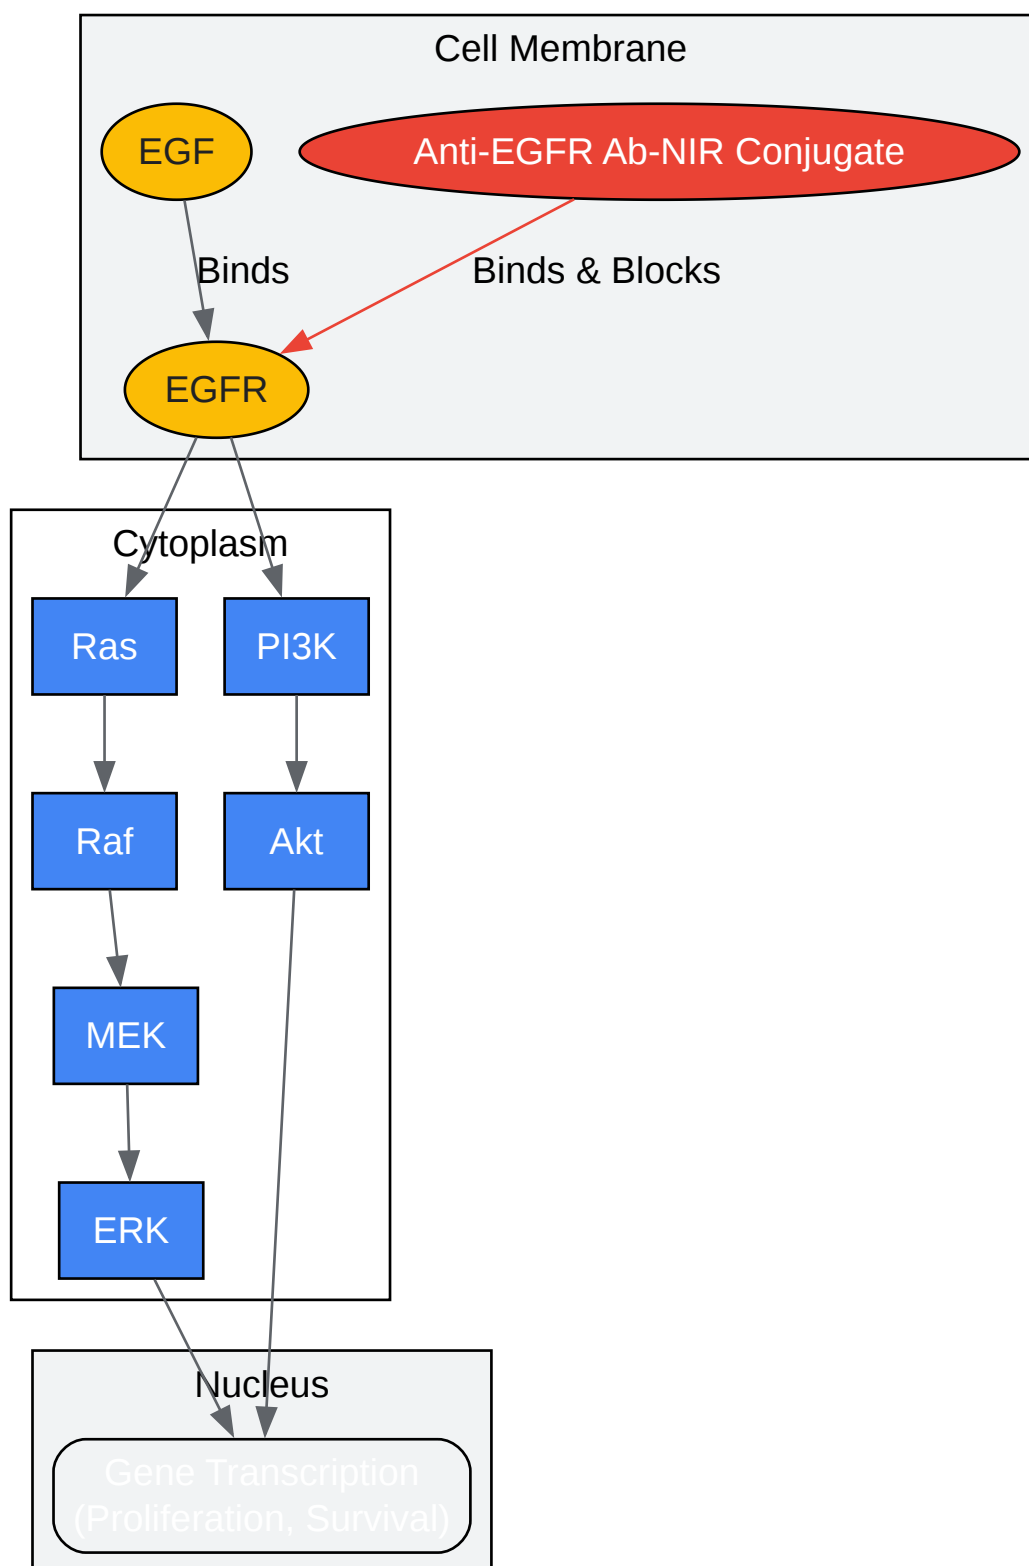 Cell Membrane
EGF
Anti-EGFR Ab-NIR Conjugate
Binds
Binds & Blocks
EGFR
Cytoplasm
Ras
PI3K
Raf
Akt
MEK
ERK
Nucleus
Gene Transcription
(Proliferation, Survival)